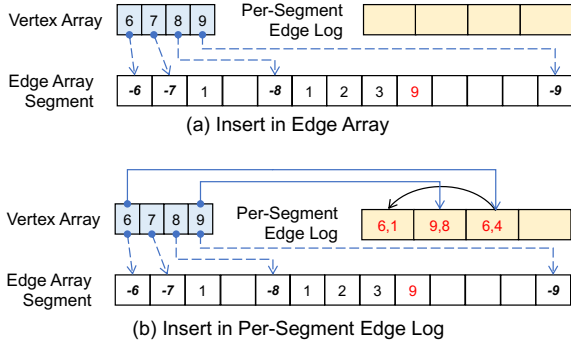 Vertex Array 6 7 8 9 Per-Segment
Edge Log
Edge Array
Segment -6 -7 1 -8 1 2 3 9 -9
(a) Insert in Edge Array
Vertex Array 6 7 8 9 Per-Segment
Edge Log 6,1 9,8 6,4
Edge Array
Segment -6 -7 1 -8 1 2 3 9 -9
(b) Insert in Per-Segment Edge Log